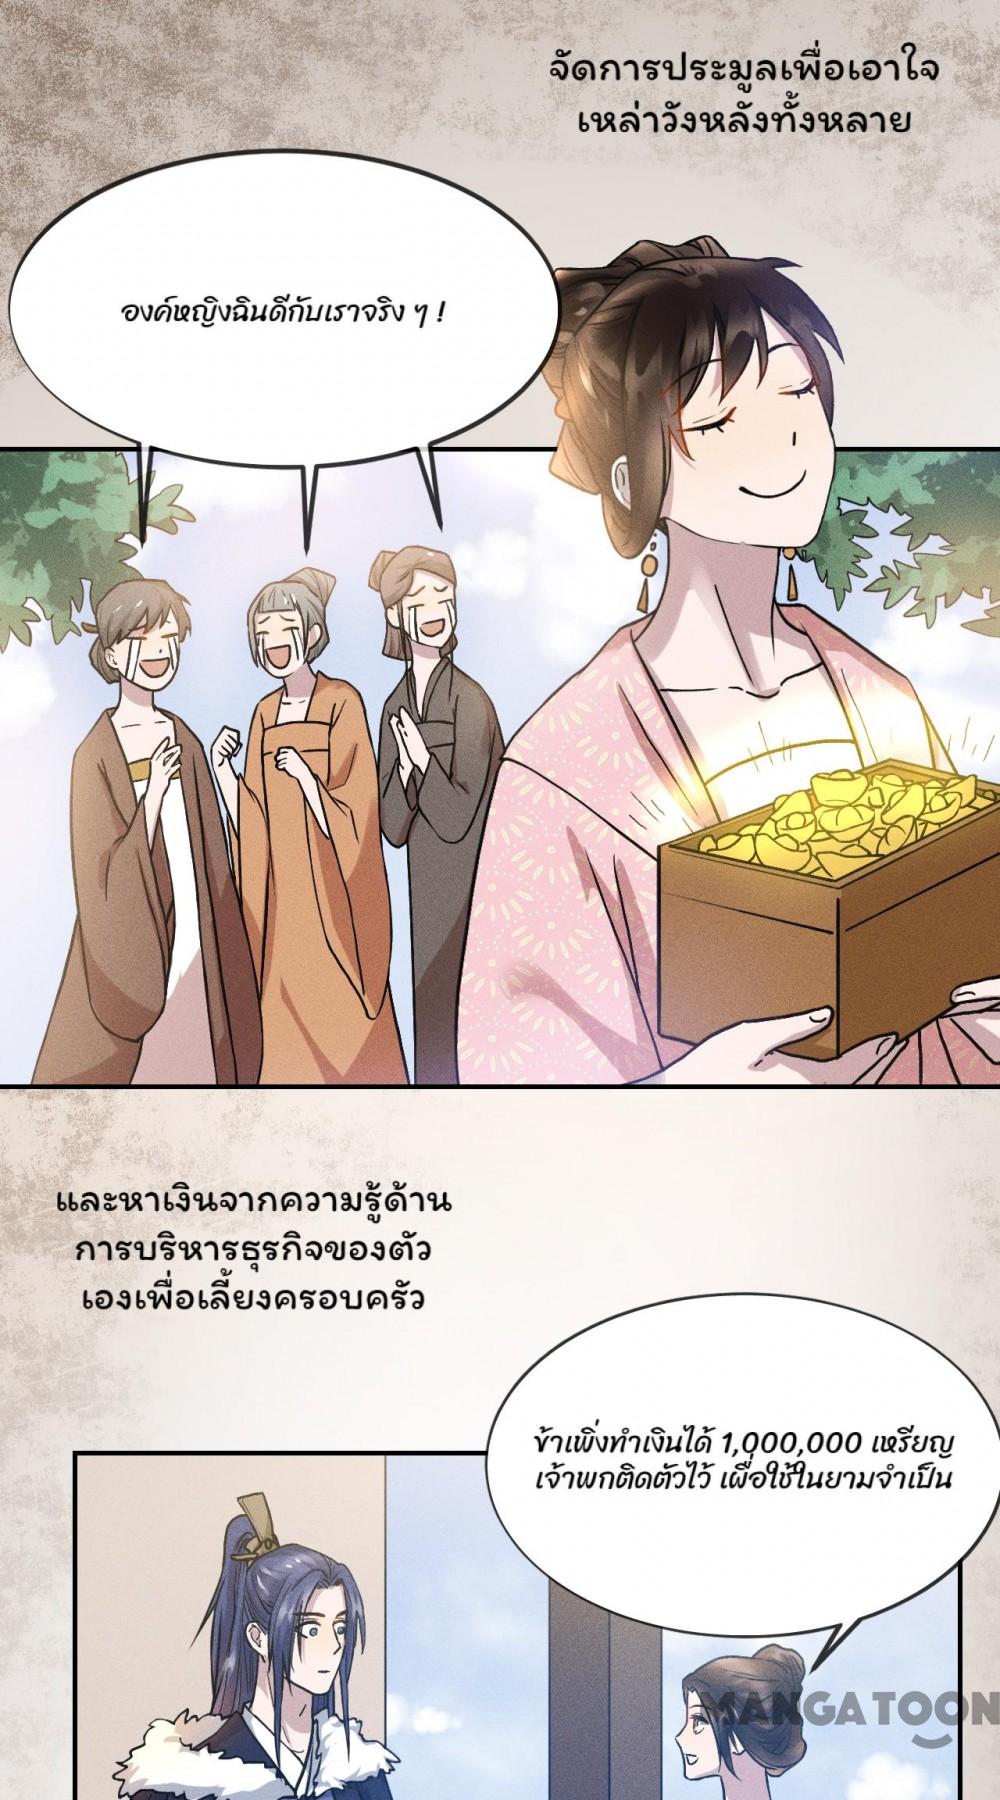 จัดการประมูลเพื่อเอาใจ
เหล่าวังหลังทั้งหลาย
องค์หญิงฉินดีกับเราจริง ๆ !
และหาเงินจากความรู้ด้าน
การบริหารธุรกิจของตัว
เองเพื่อเลี้ยงครอบครัว
ข้าเพิ่งทำเงินได้ 1,000,000 เหรียญ
เจ้าพกติดตัวไว้ เผื่อใช้ในยามจำเป็น
MANGATOON